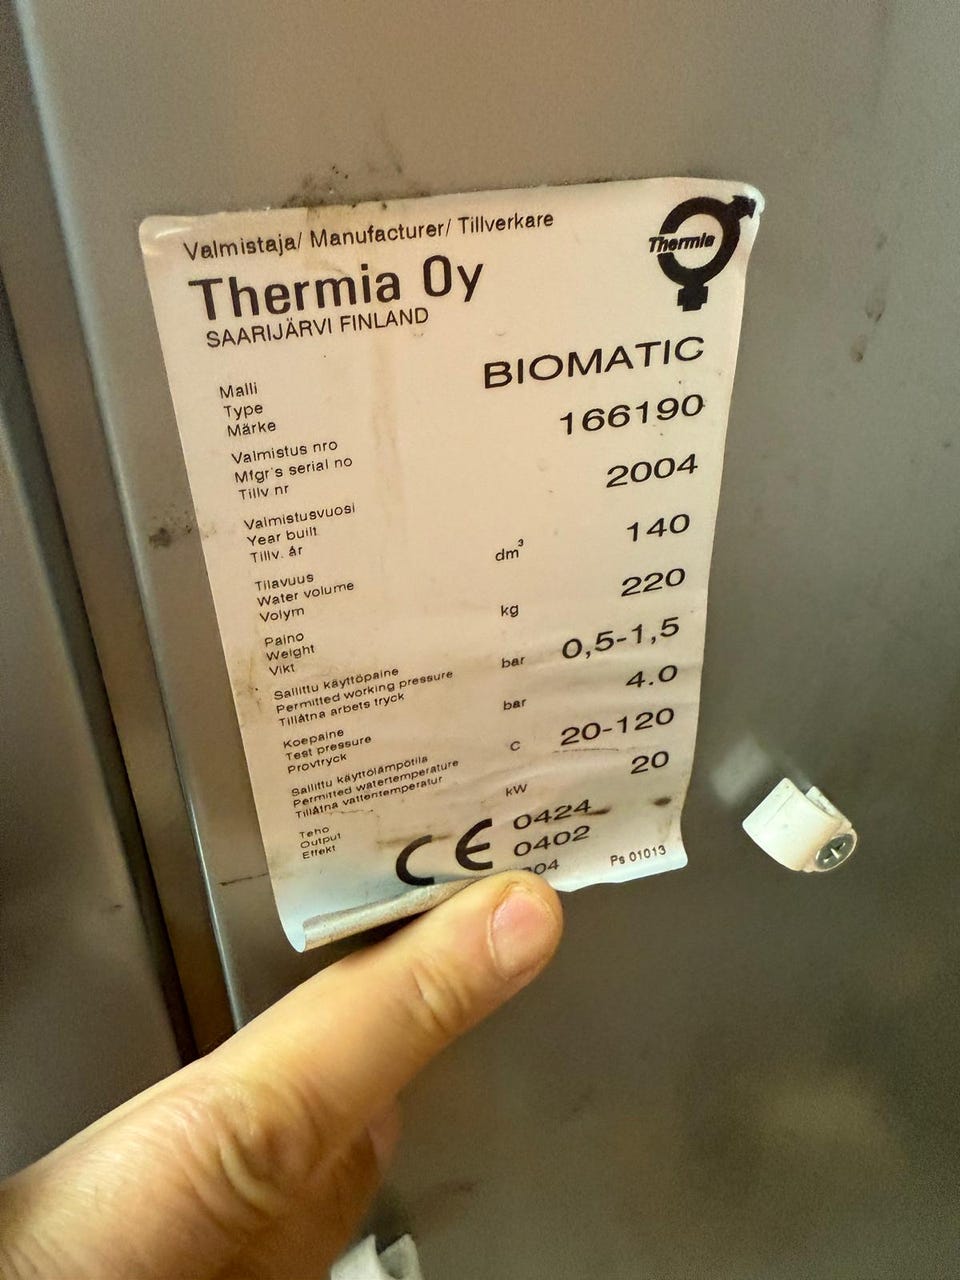 Valmistaja/ Manufacturer/ Tillverkare
Thermia
Thermia Oy
SAARIJÄRVI FINLAND
Malli
Type
Märke
BIOMATIC
Valmistus nro
Mfgr's serial no
Tillv nr
166190
Valmistusvuosi
Year built
Tillv. år
2004
Tilavuus
Water volume
Volym
dm³ 140
Paino
Weight
Vikt
kg 220
Sallittu käyttöpaine
Permitted working pressure
Tillåtna arbets tryck
bar 0,5-1,5
Koepaine
Test pressure
Provtryck
bar 4.0
Sallittu käyttölämpötila
Permitted watertemperature
Tillåtna vattentemperatur
C 20-120
Teho
Output
Effekt
kW 20
CE 0424
0402
04 Ps 01013